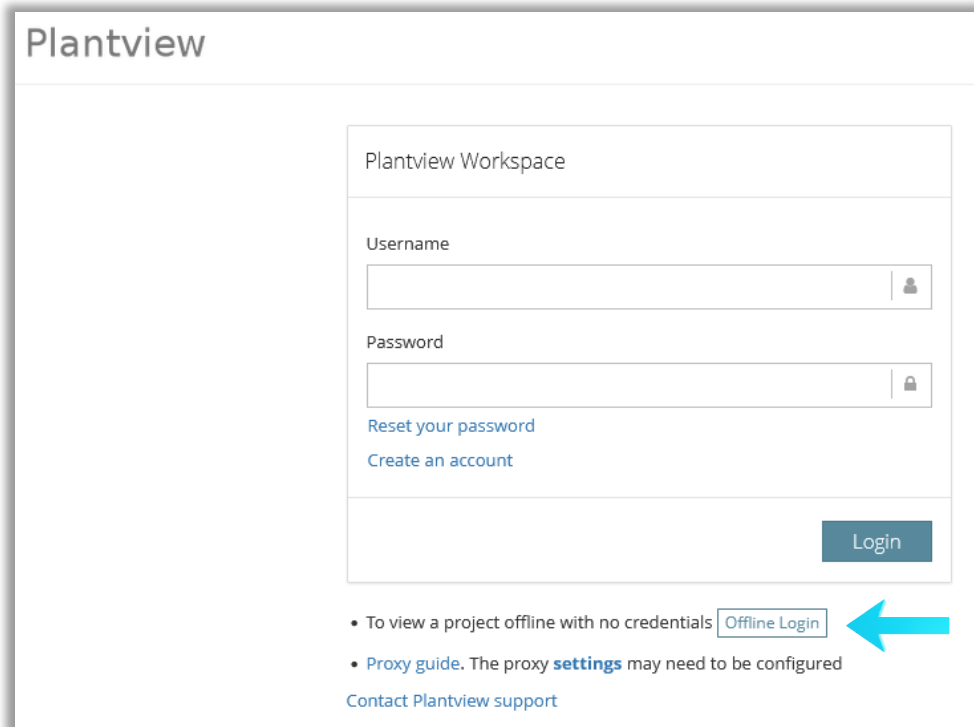 Plantview
Plantview Workspace
Username
Password
Reset your password
Create an account
Login
• To view a project offline with no credentials Offline Login
• Proxy guide. The proxy settings may need to be configured
Contact Plantview support